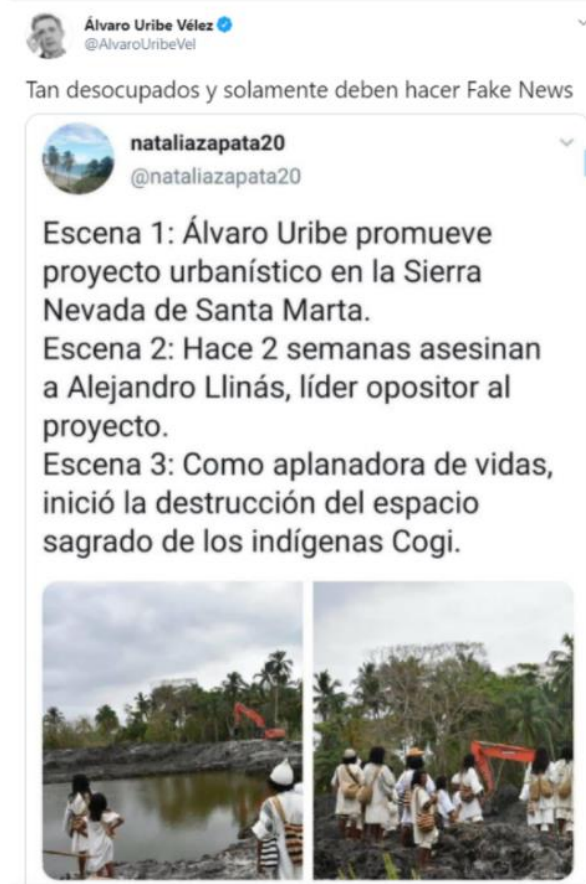 Álvaro Uribe Vélez
@AlvaroUribeVel
Tan desocupados y solamente deben hacer Fake News
nataliazapata20
@nataliazapata20
Escena 1: Álvaro Uribe promueve
proyecto urbanístico en la Sierra
Nevada de Santa Marta.
Escena 2: Hace 2 semanas asesinan
a Alejandro Llinás, líder opositor al
proyecto.
Escena 3: Como aplanadora de vidas,
inició la destrucción del espacio
sagrado de los indígenas Cogi.